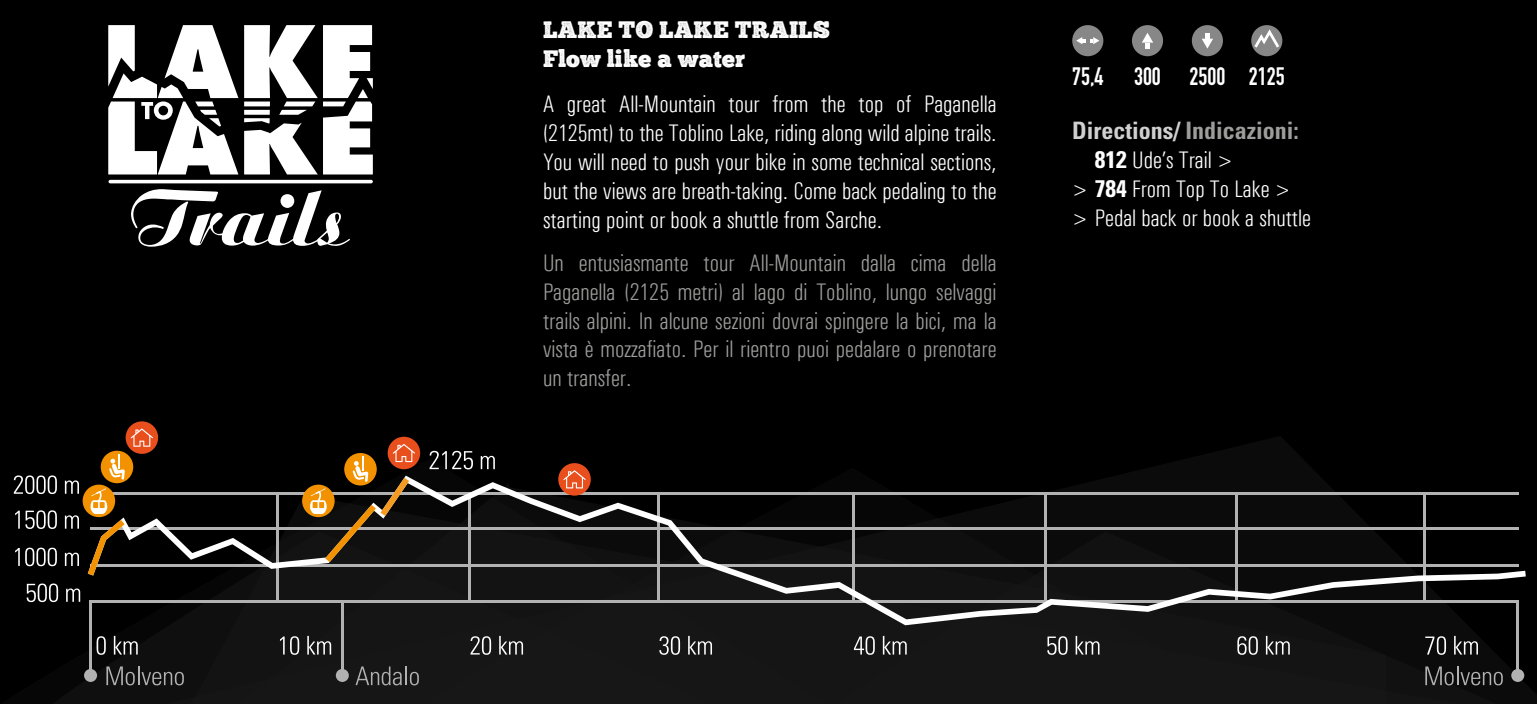 LAKE
TO
LAKE
Trails
LAKE TO LAKE TRAILS
Flow like a water
A great All-Mountain tour from the top of Paganella
(2125mt) to the Toblino Lake, riding along wild alpine trails.
You will need to push your bike in some technical sections,
but the views are breath-taking. Come back pedaling to the
starting point or book a shuttle from Sarche.
Un entusiasmante tour All-Mountain dalla cima della
Paganella (2125 metri) al lago di Toblino, lungo selvaggi
trails alpini. In alcune sezioni dovrai spingere la bici, ma la
vista è mozzafiato. Per il rientro puoi pedalare o prenotare
un transfer.
75,4 300 2500 2125
Directions/ Indicazioni:
812 Ude's Trail >
> 784 From Top To Lake >
> Pedal back or book a shuttle
2125 m
2000 m
1500 m
1000 m
500 m
0 km 10 km 20 km 30 km 40 km 50 km 60 km 70 km
Molveno Andalo Molveno